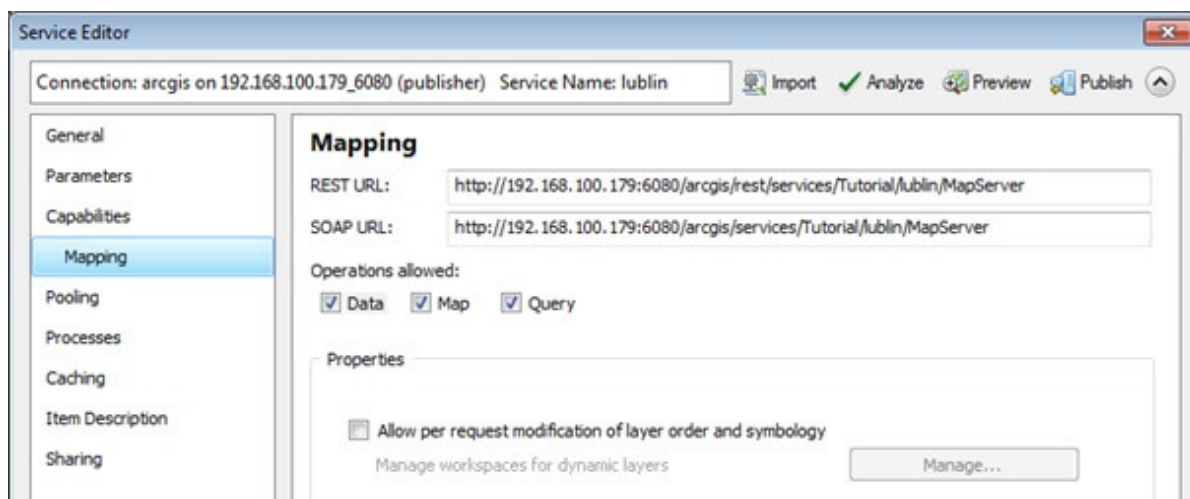 Service Editor
Connection: arcgis on 192.168.100.179_6080 (publisher) Service Name: lublin
Import Analyze Preview Publish
General
Parameters
Capabilities
Mapping
Pooling
Processes
Caching
Item Description
Sharing
Mapping
REST URL: http://192.168.100.179:6080/arcgis/rest/services/Tutorial/lublin/MapServer
SOAP URL: http://192.168.100.179:6080/arcgis/services/Tutorial/lublin/MapServer
Operations allowed:
Data Map Query
Properties
Allow per request modification of layer order and symbology
Manage workspaces for dynamic layers Manage...